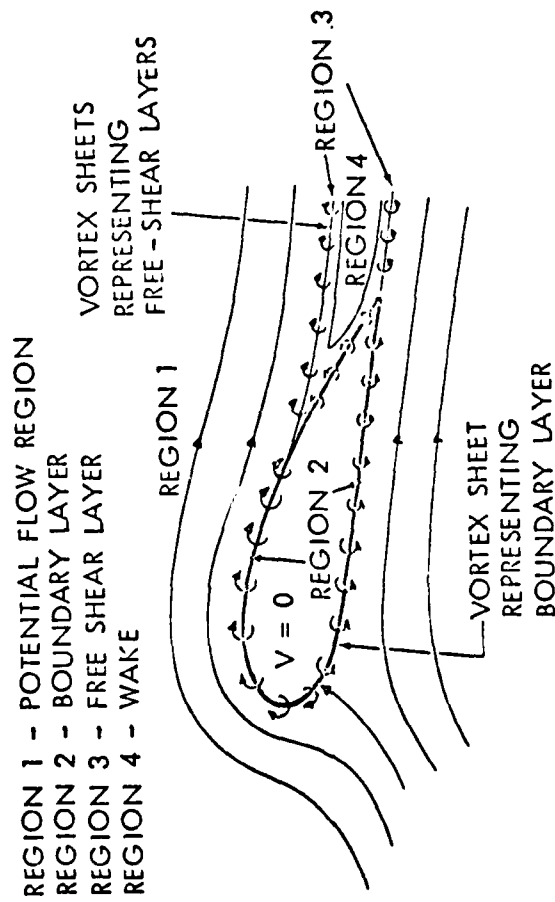 REGION 1 - POTENTIAL FLOW REGION
REGION 2 - BOUNDARY LAYER
REGION 3 - FREE SHEAR LAYER
REGION 4 - WAKE
VORTEX SHEETS
REPRESENTING
FREE-SHEAR LAYERS
REGION 1
REGION 3
REGION 4
REGION 2
V = 0
VORTEX SHEET
REPRESENTING
BOUNDARY LAYER